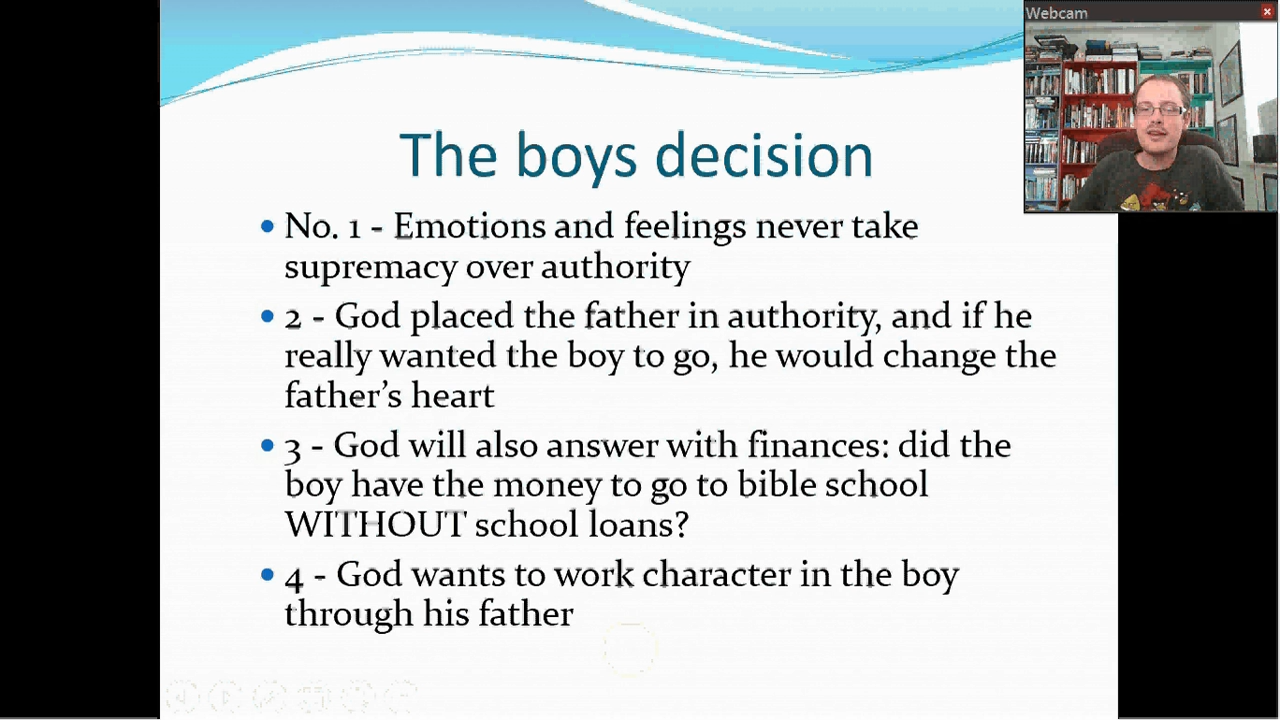 Webcam
The boys decision
No. 1 - Emotions and feelings never take
supremacy over authority
2 - God placed the father in authority, and if he
really wanted the boy to go, he would change the
father’s heart
3 - God will also answer with finances: did the
boy have the money to go to bible school
WITHOUT school loans?
4 - God wants to work character in the boy
through his father